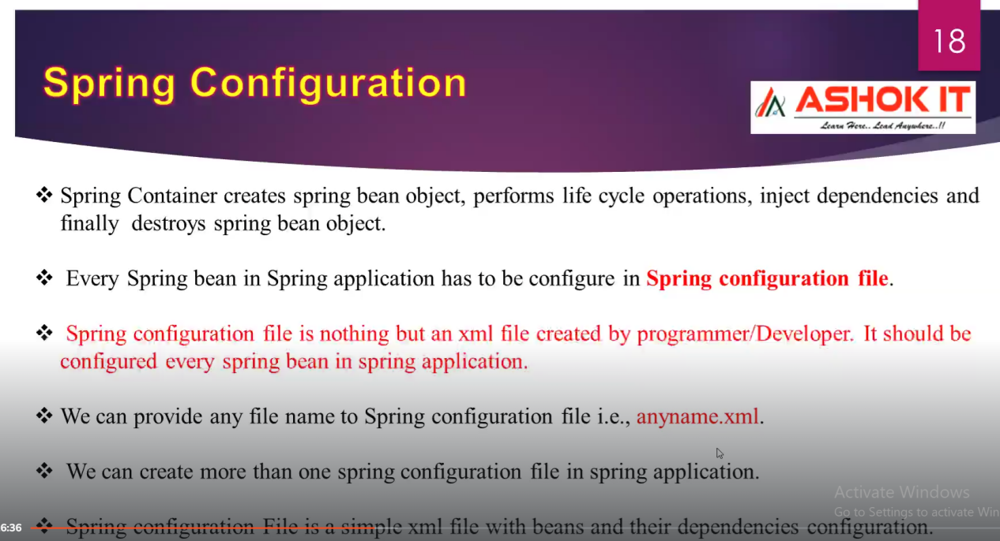 18
Spring Configuration
ASHOK IT
Learn Here.. Lead Anywhere..!!
❖ Spring Container creates spring bean object, performs life cycle operations, inject dependencies and
finally destroys spring bean object.
❖ Every Spring bean in Spring application has to be configure in Spring configuration file.
❖ Spring configuration file is nothing but an xml file created by programmer/Developer. It should be
configured every spring bean in spring application.
❖ We can provide any file name to Spring configuration file i.e., anyname.xml.
❖ We can create more than one spring configuration file in spring application.
Activate Windows
Go to Settings to activate Win
6:36
❖ Spring configuration File is a simple xml file with beans and their dependencies configuration.